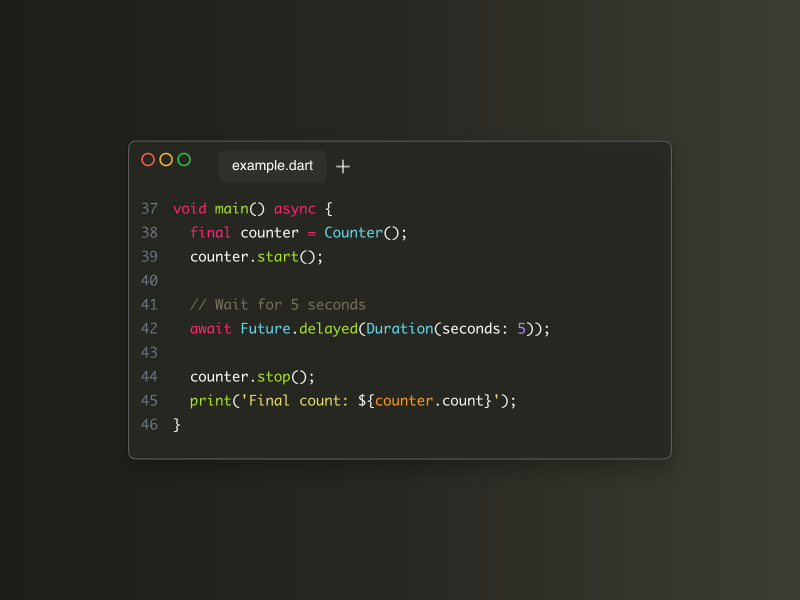 example.dart
37 void main() async {
38   final counter = Counter();
39   counter.start();
40
41   // Wait for 5 seconds
42   await Future.delayed(Duration(seconds: 5));
43
44   counter.stop();
45   print('Final count: ${counter.count}');
46 }